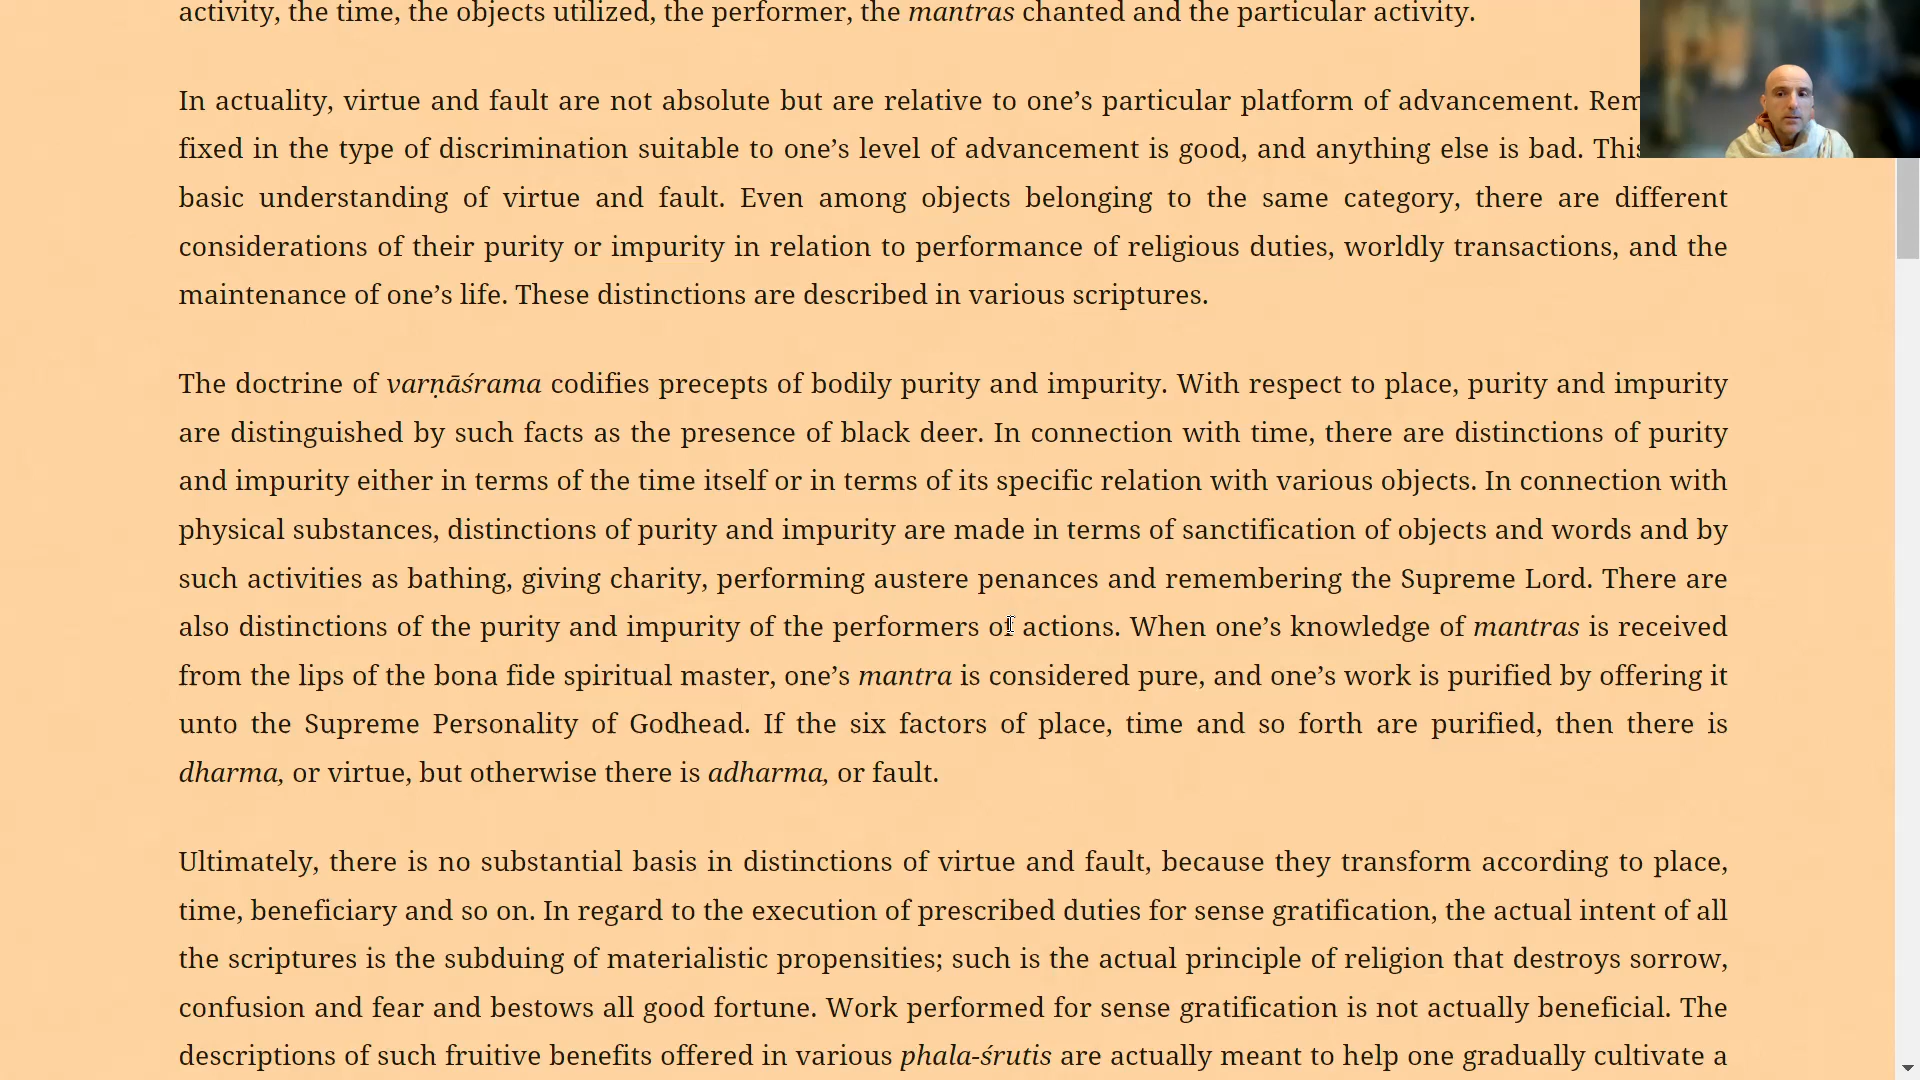 activity, the time, the objects utilized, the performer, the mantras chanted and the particular activity.
In actuality, virtue and fault are not absolute but are relative to one’s particular platform of advancement.
fixed in the type of discrimination suitable to one’s level of advancement is good, and anything else is bad. This
basic understanding of virtue and fault. Even among objects belonging to the same category, there are different
considerations of their purity or impurity in relation to performance of religious duties, worldly transactions, and the
maintenance of one’s life. These distinctions are described in various scriptures.
The doctrine of varṇāśrama codifies precepts of bodily purity and impurity. With respect to place, purity and impurity
are distinguished by such facts as the presence of black deer. In connection with time, there are distinctions of purity
and impurity either in terms of the time itself or in terms of its specific relation with various objects. In connection with
physical substances, distinctions of purity and impurity are made in terms of sanctification of objects and words and by
such activities as bathing, giving charity, performing austere penances and remembering the Supreme Lord. There are
also distinctions of the purity and impurity of the performers of actions. When one’s knowledge of mantras is received
from the lips of the bona fide spiritual master, one’s mantra is considered pure, and one’s work is purified by offering it
unto the Supreme Personality of Godhead. If the six factors of place, time and so forth are purified, then there is
dharma, or virtue, but otherwise there is adharma, or fault.
Ultimately, there is no substantial basis in distinctions of virtue and fault, because they transform according to place,
time, beneficiary and so on. In regard to the execution of prescribed duties for sense gratification, the actual intent of all
the scriptures is the subduing of materialistic propensities; such is the actual principle of religion that destroys sorrow,
confusion and fear and bestows all good fortune. Work performed for sense gratification is not actually beneficial. The
descriptions of such fruitive benefits offered in various phala-śrutis are actually meant to help one gradually cultivate a